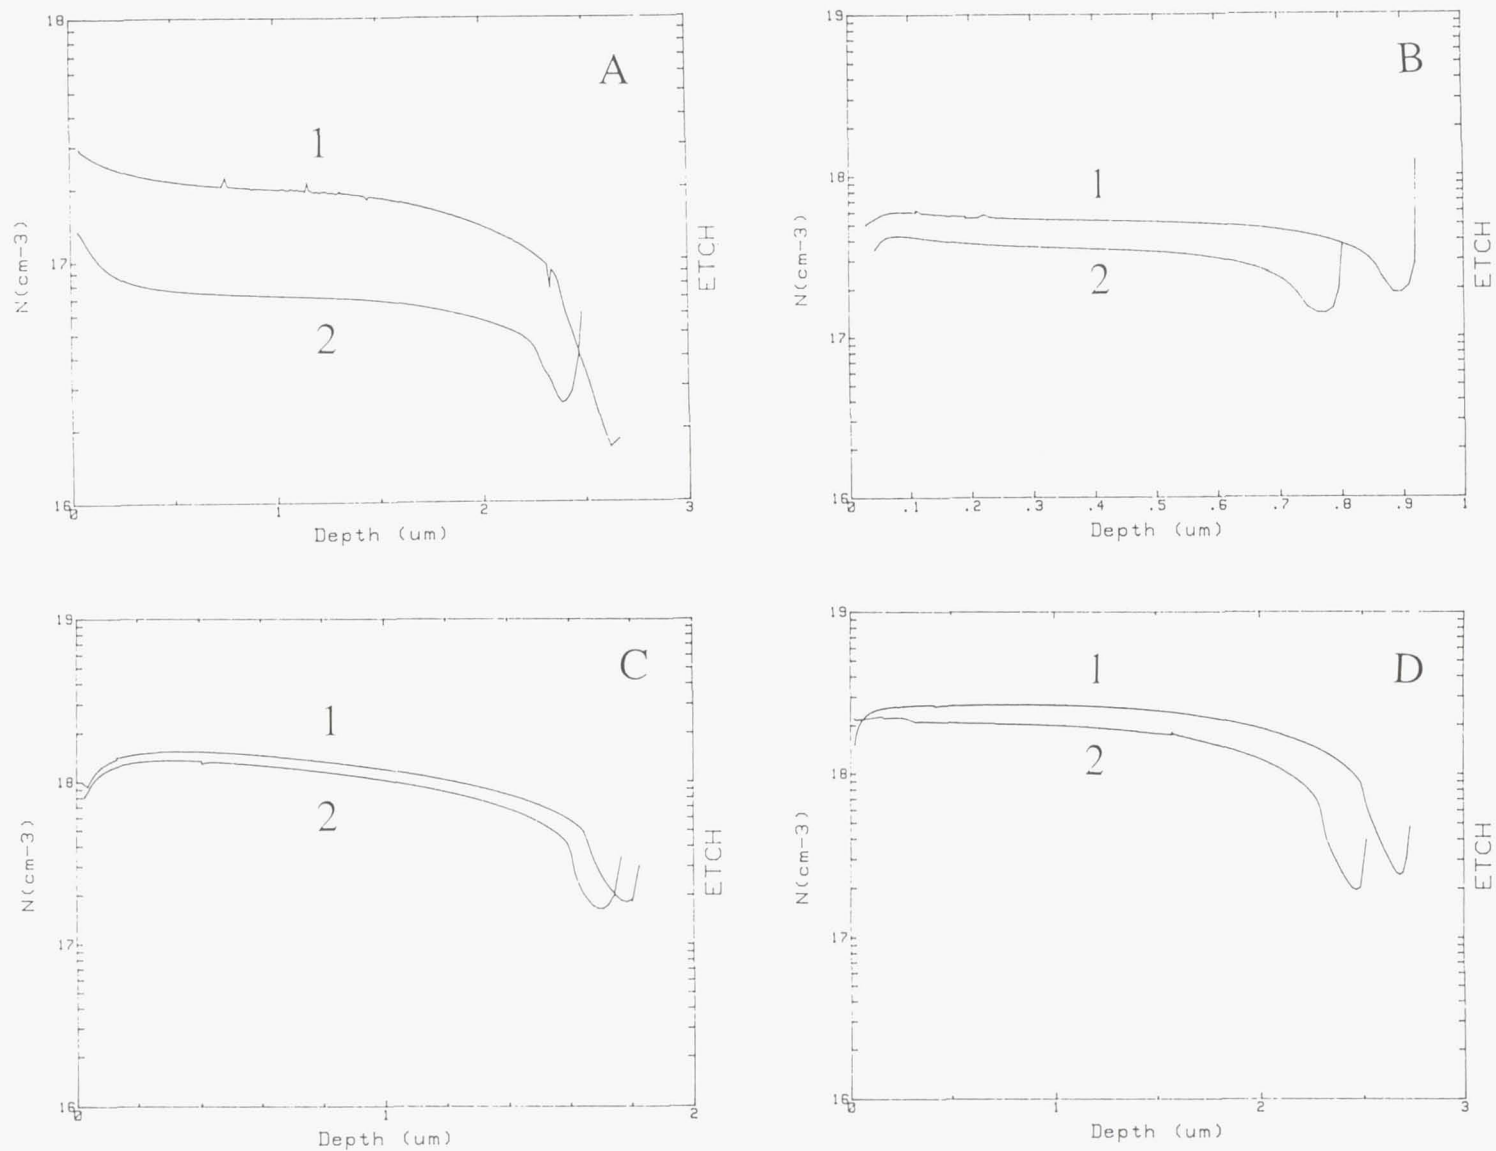 18
A
1
N(cm-3)
17
ETCH
2
16
0 1 2 3
Depth (um)
19
B
18
1
N(cm-3)
2
ETCH
17
16
0 .1 .2 .3 .4 .5 .6 .7 .8 .9 1
Depth (um)
19
C
1
18
2
N(cm-3)
ETCH
17
16
0 1 2
Depth (um)
19
1
D
18
2
N(cm-3)
ETCH
17
16
0 1 2 3
Depth (um)